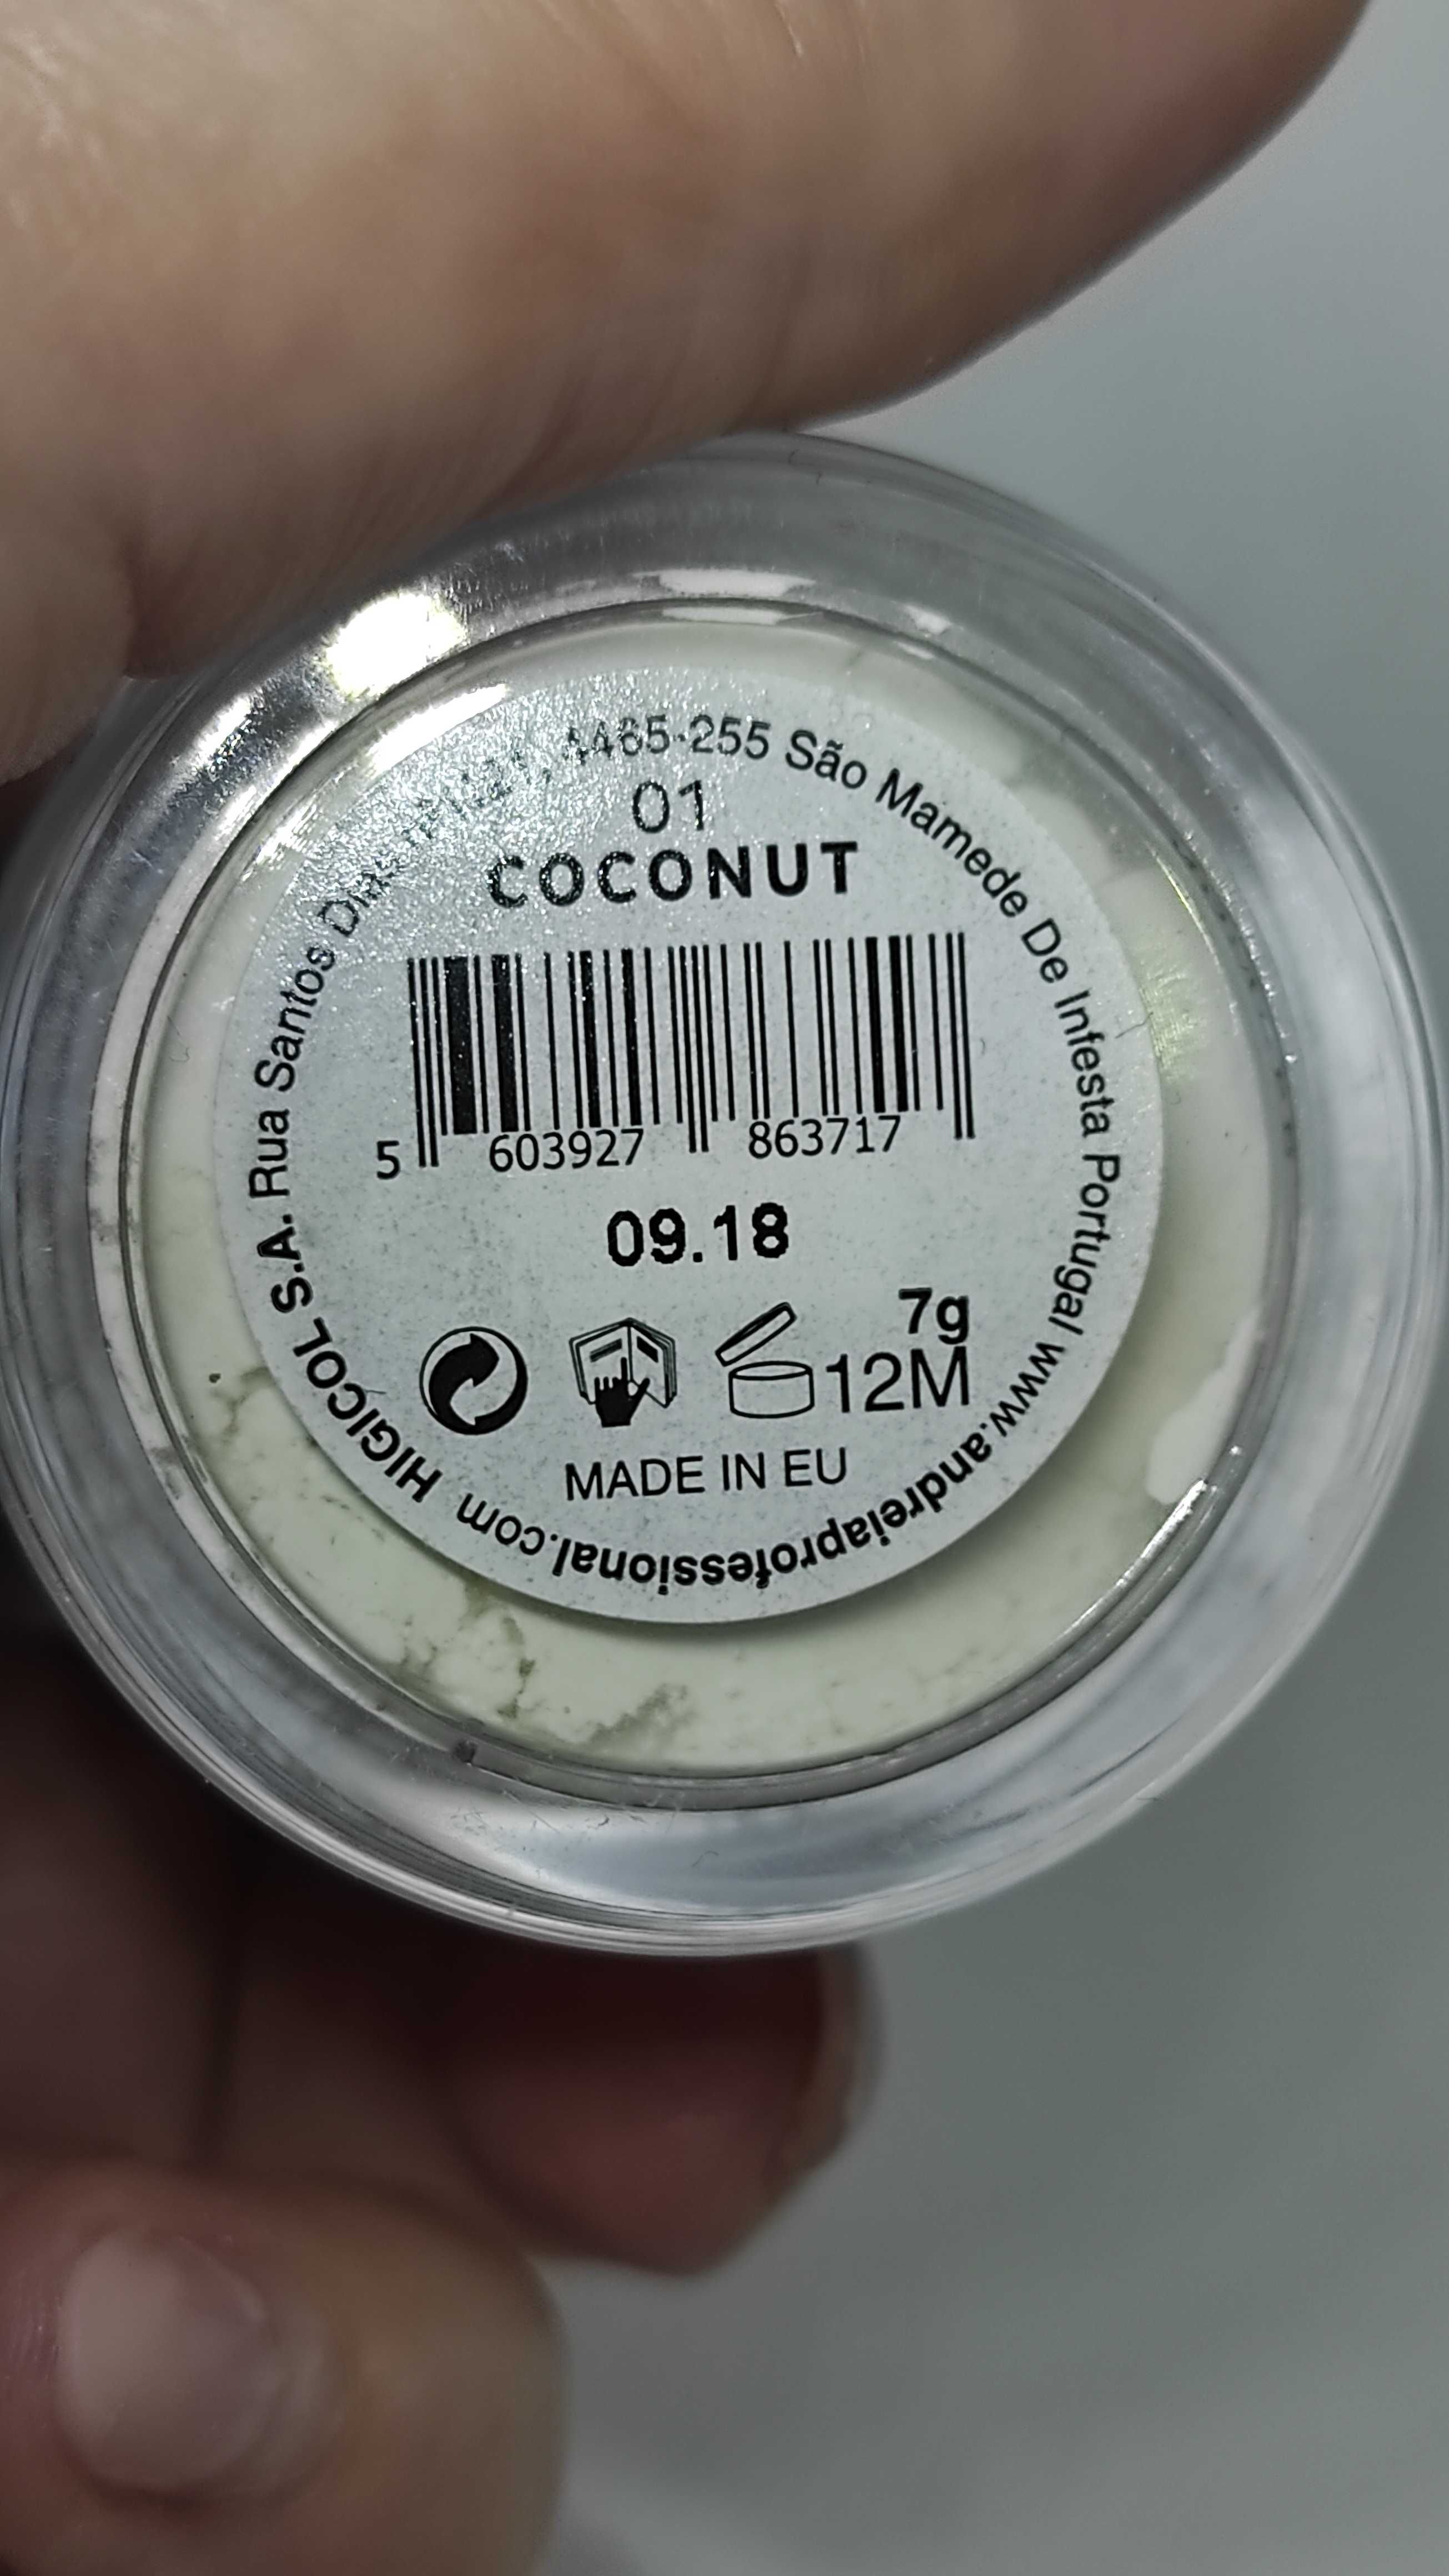 HIGICOL S.A. Rua Santos Dias, 4465-255 São Mamede De Infesta Portugal www.andreiaprofessional.com
01
COCONUT
5 603927 863717
09.18
7g
12M
MADE IN EU